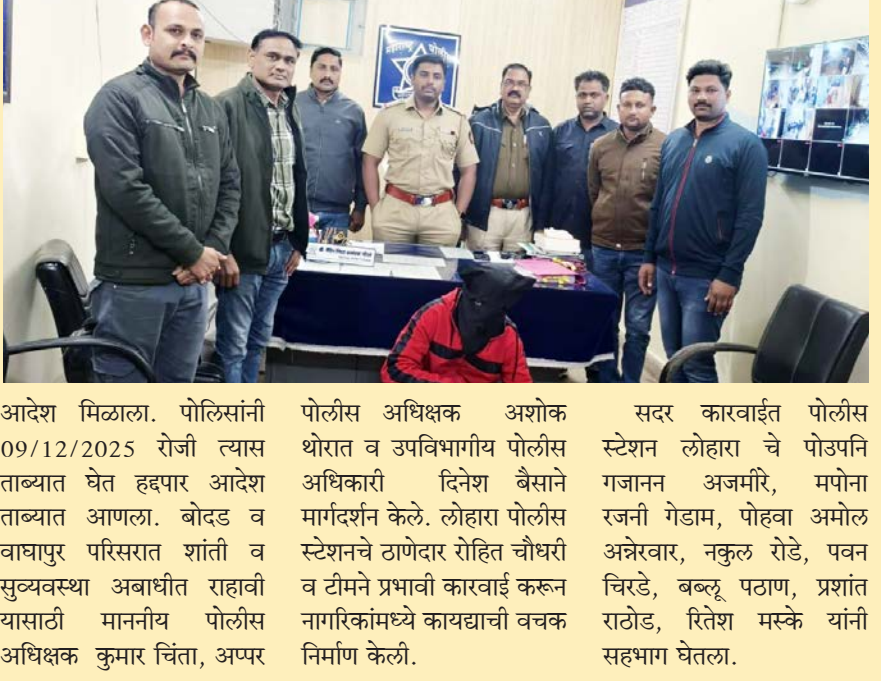 महाराष्ट्र पोलीस
आदेश मिळाला. पोलिसांनी
09/12/2025 रोजी त्यास
ताब्यात घेत हद्दपार आदेश
ताब्यात आणला. बोदड व
वाघापुर परिसरात शांती व
सुव्यवस्था अबाधीत राहावी
यासाठी माननीय पोलीस
अधिक्षक कुमार चिंता, अप्पर
पोलीस अधिक्षक अशोक
थोरात व उपविभागीय पोलीस
अधिकारी दिनेश बैसाने
मार्गदर्शन केले. लोहारा पोलीस
स्टेशनचे ठाणेदार रोहित चौधरी
व टीमने प्रभावी कारवाई करून
नागरिकांमध्ये कायद्याची वचक
निर्माण केली.
सदर कारवाईत पोलीस
स्टेशन लोहारा चे पोउपनि
गजानन अजमीरे, मपोना
रजनी गेडाम, पोहवा अमोल
अन्नेरवार, नकुल रोडे, पवन
चिरडे, बब्लू पठाण, प्रशांत
राठोड, रितेश मस्के यांनी
सहभाग घेतला.